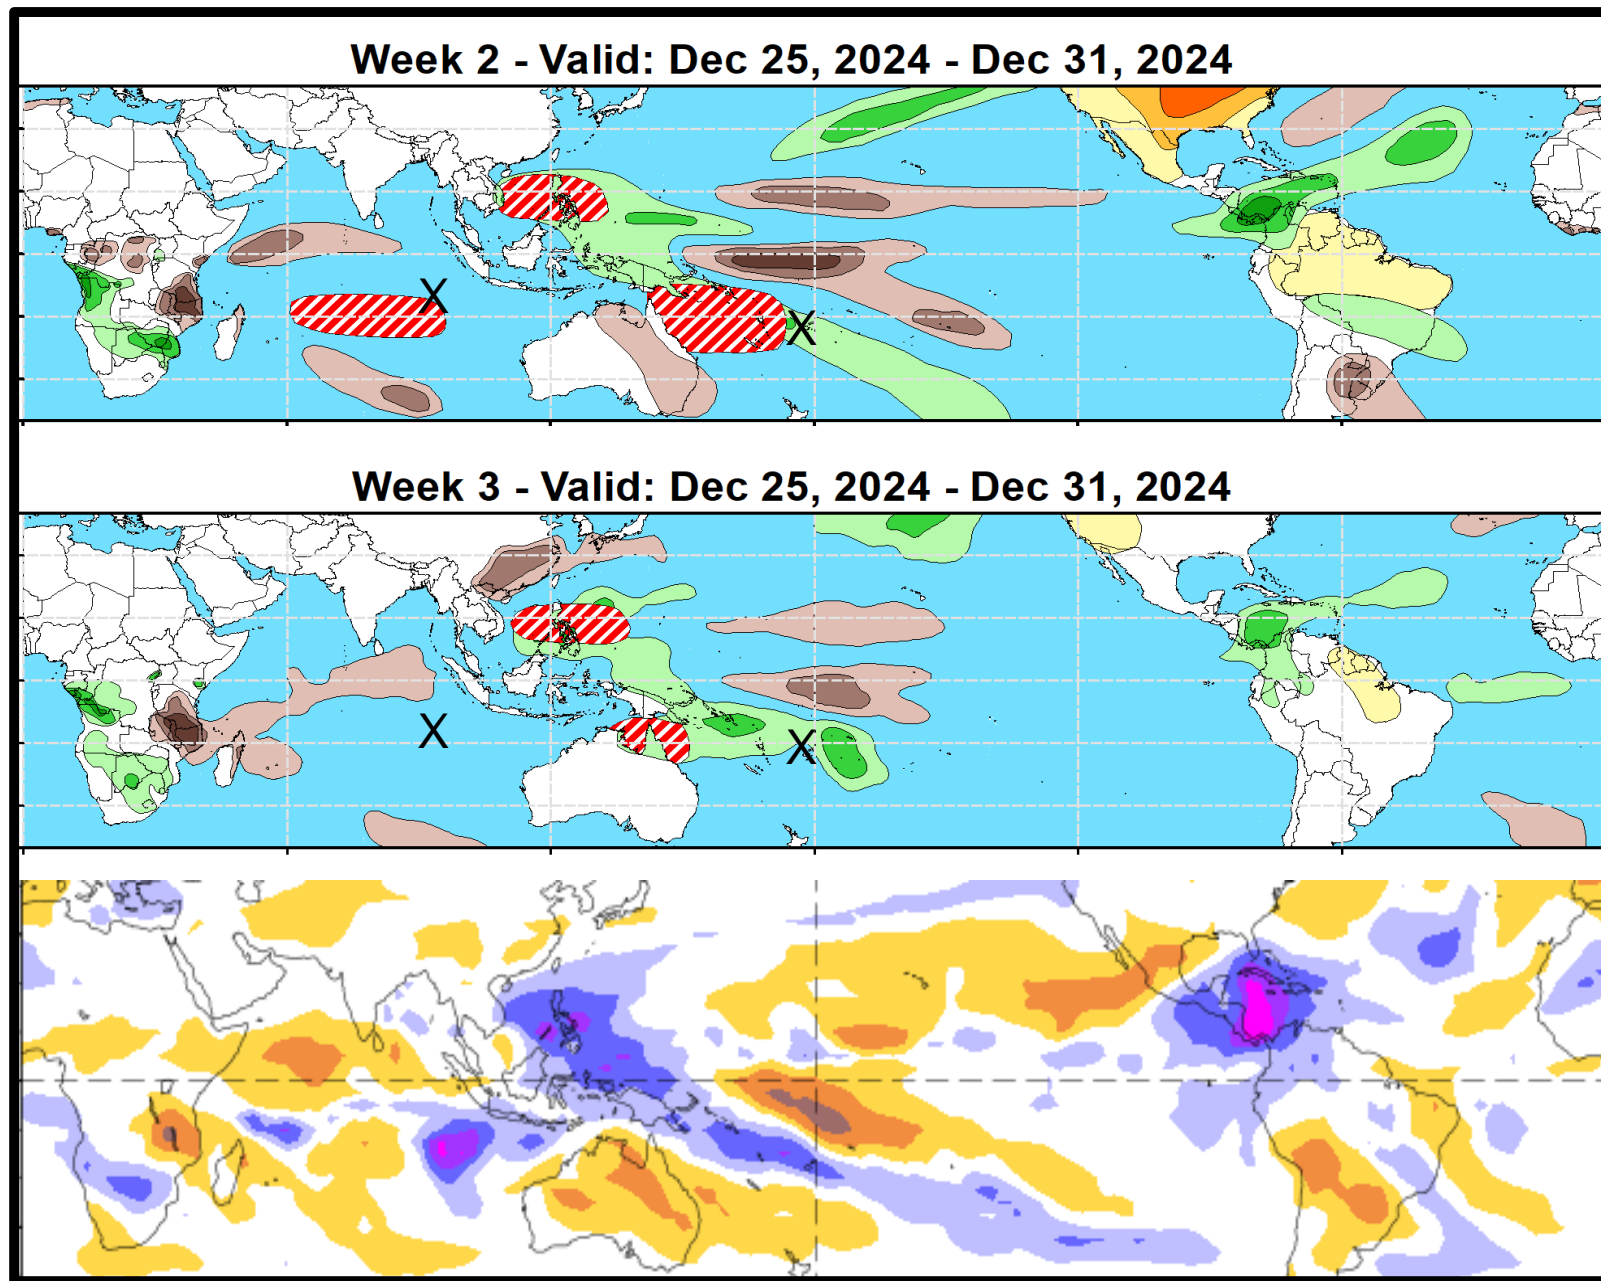 Week 2 - Valid: Dec 25, 2024 - Dec 31, 2024
X
X
Week 3 - Valid: Dec 25, 2024 - Dec 31, 2024
X
X